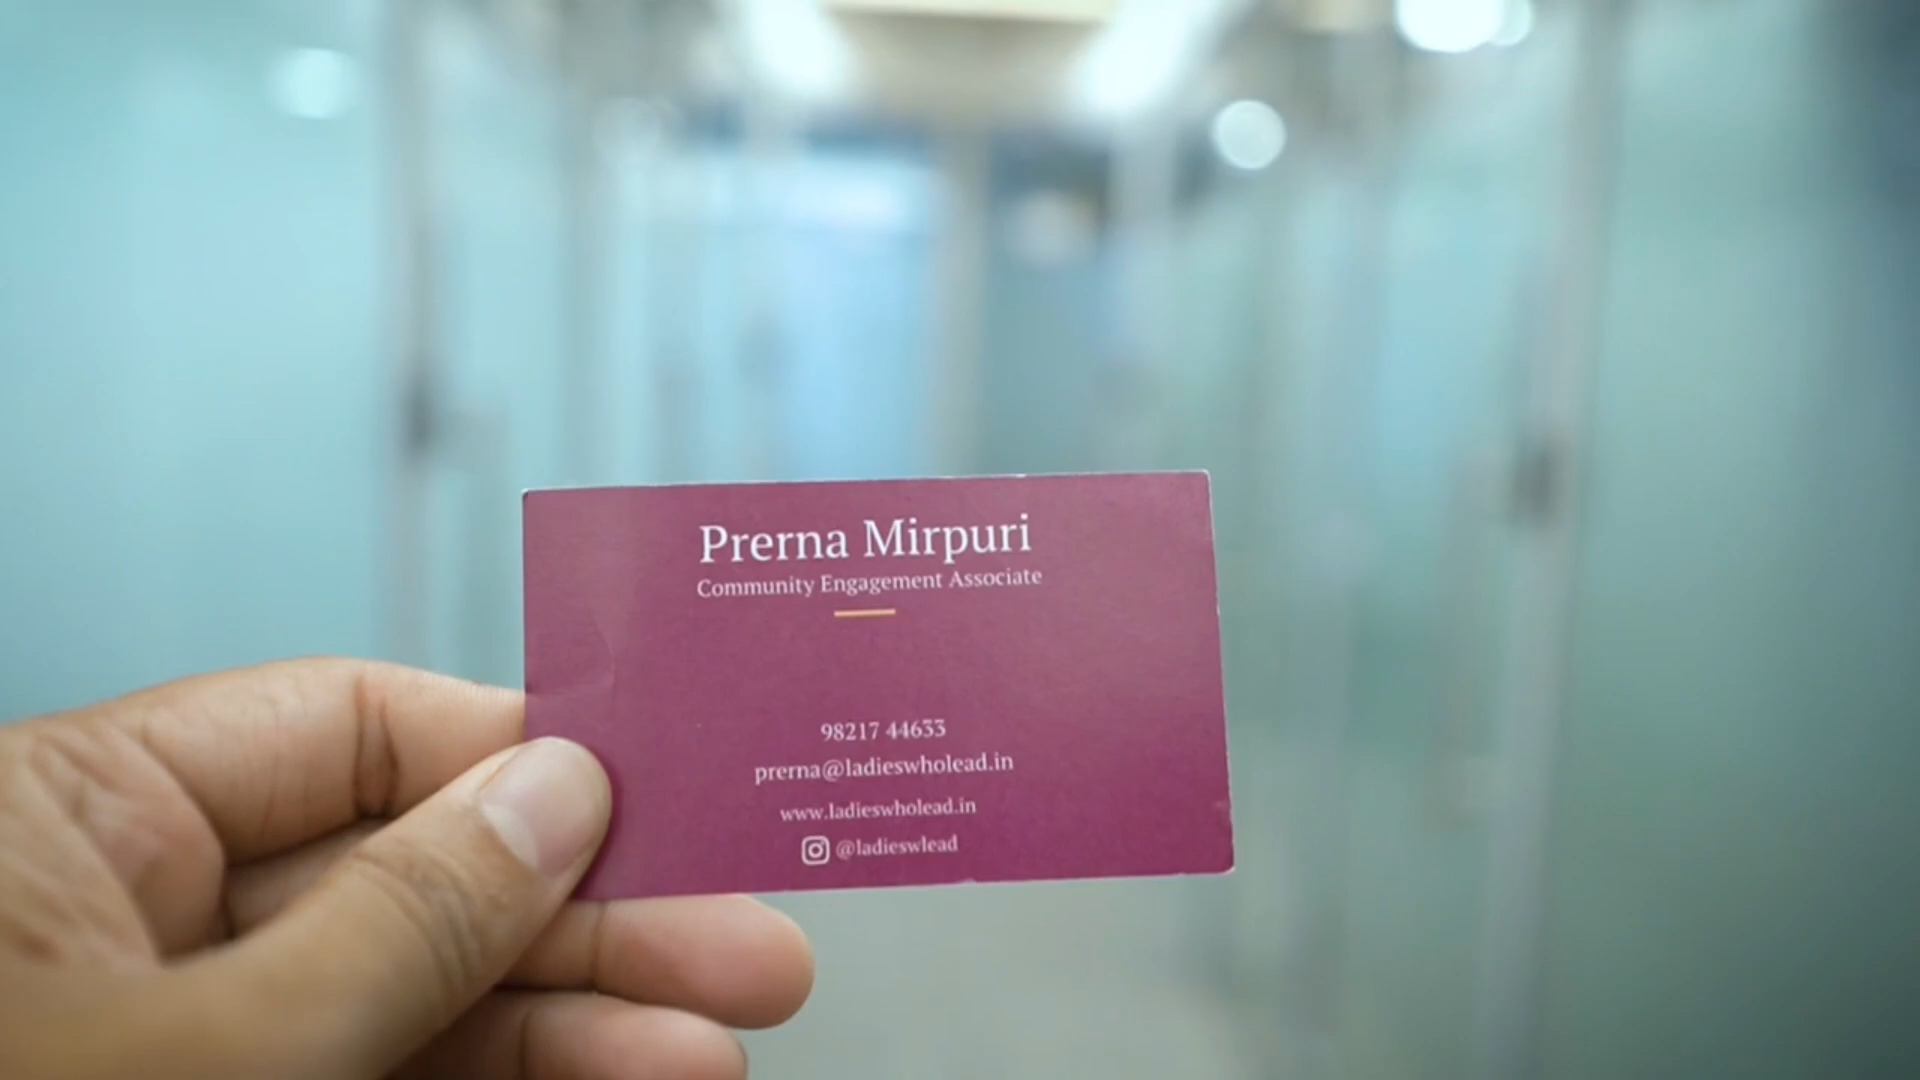 Prerna Mirpuri
Community Engagement Associate
98217 44633
prerna@ladieswholead.in
www.ladieswholead.in
@ladieswlead